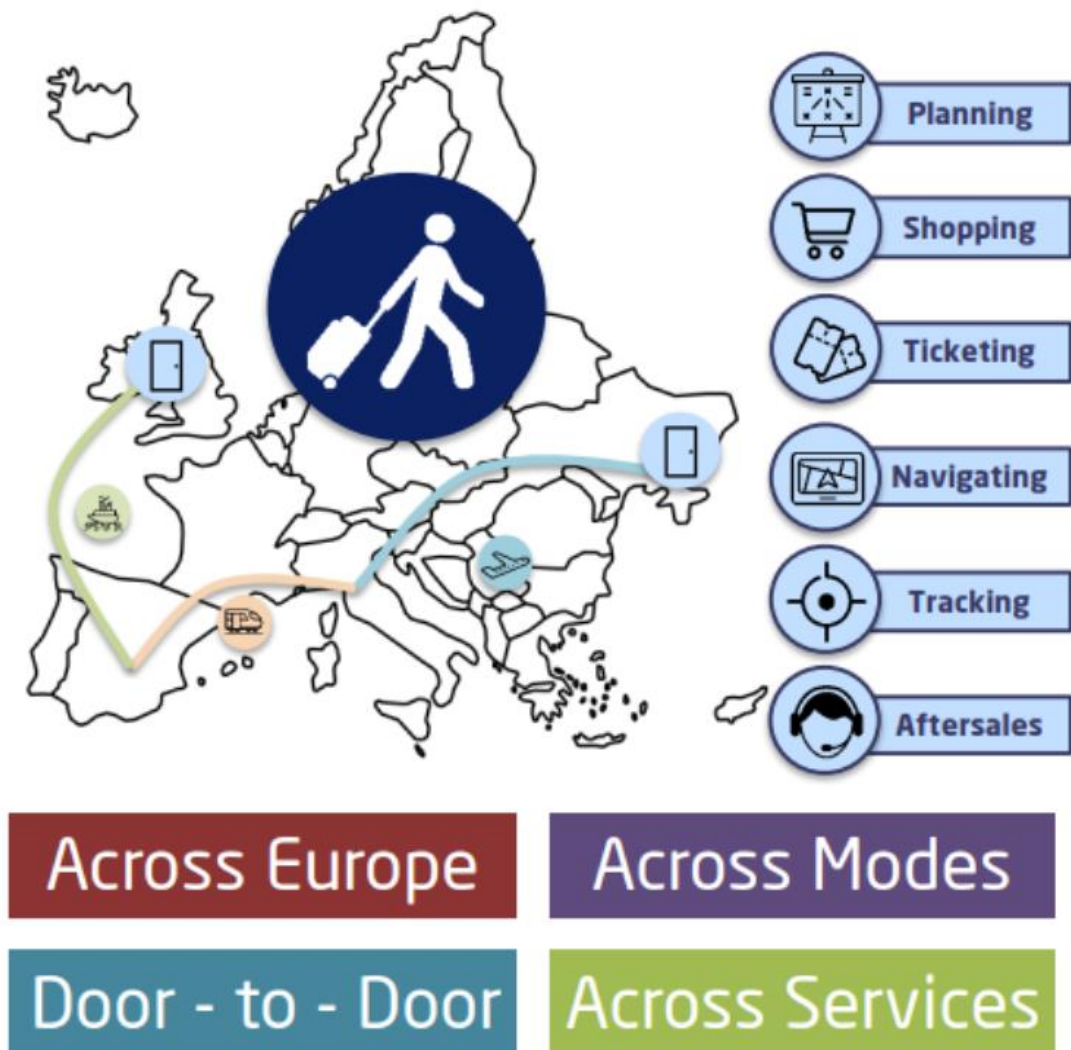 Planning
Shopping
Ticketing
Navigating
Tracking
Aftersales
Across Europe
Across Modes
Door - to - Door
Across Services